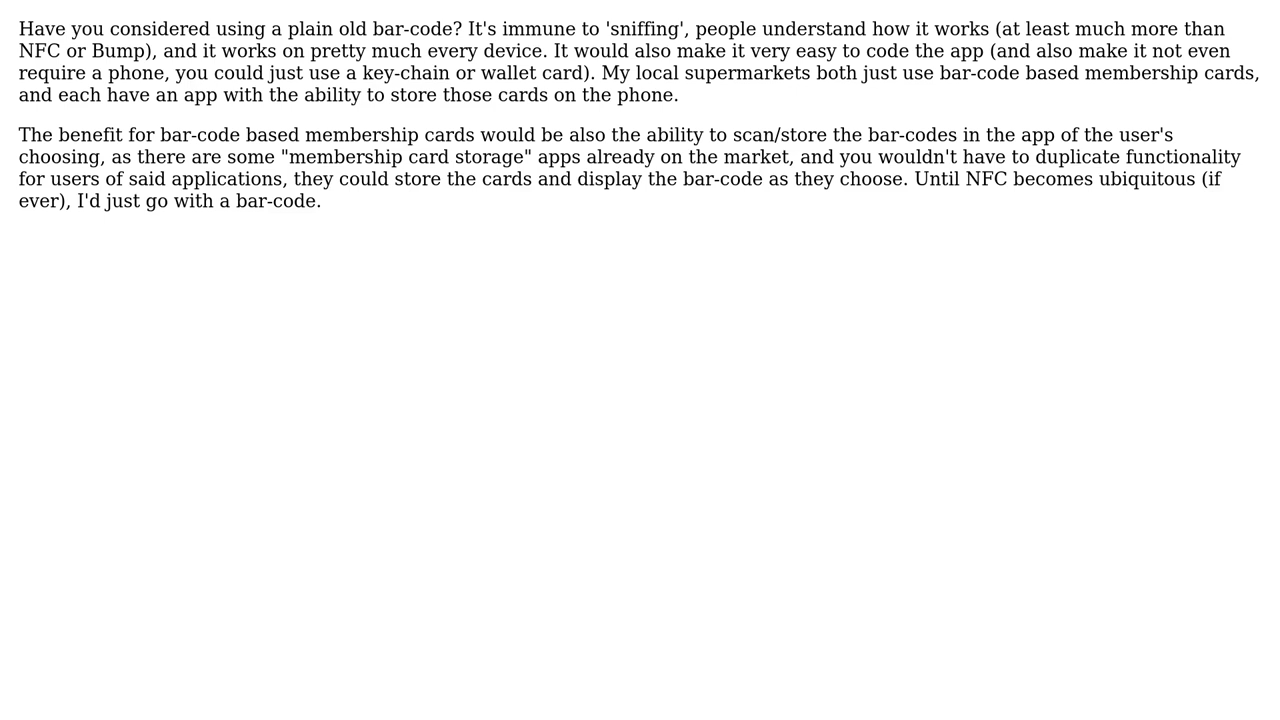 Have you considered using a plain old bar-code? It's immune to 'sniffing', people understand how it works (at least much more than
NFC or Bump), and it works on pretty much every device. It would also make it very easy to code the app (and also make it not even
require a phone, you could just use a key-chain or wallet card). My local supermarkets both just use bar-code based membership cards,
and each have an app with the ability to store those cards on the phone.
The benefit for bar-code based membership cards would be also the ability to scan/store the bar-codes in the app of the user's
choosing, as there are some "membership card storage" apps already on the market, and you wouldn't have to duplicate functionality
for users of said applications, they could store the cards and display the bar-code as they choose. Until NFC becomes ubiquitous (if
ever), I'd just go with a bar-code.